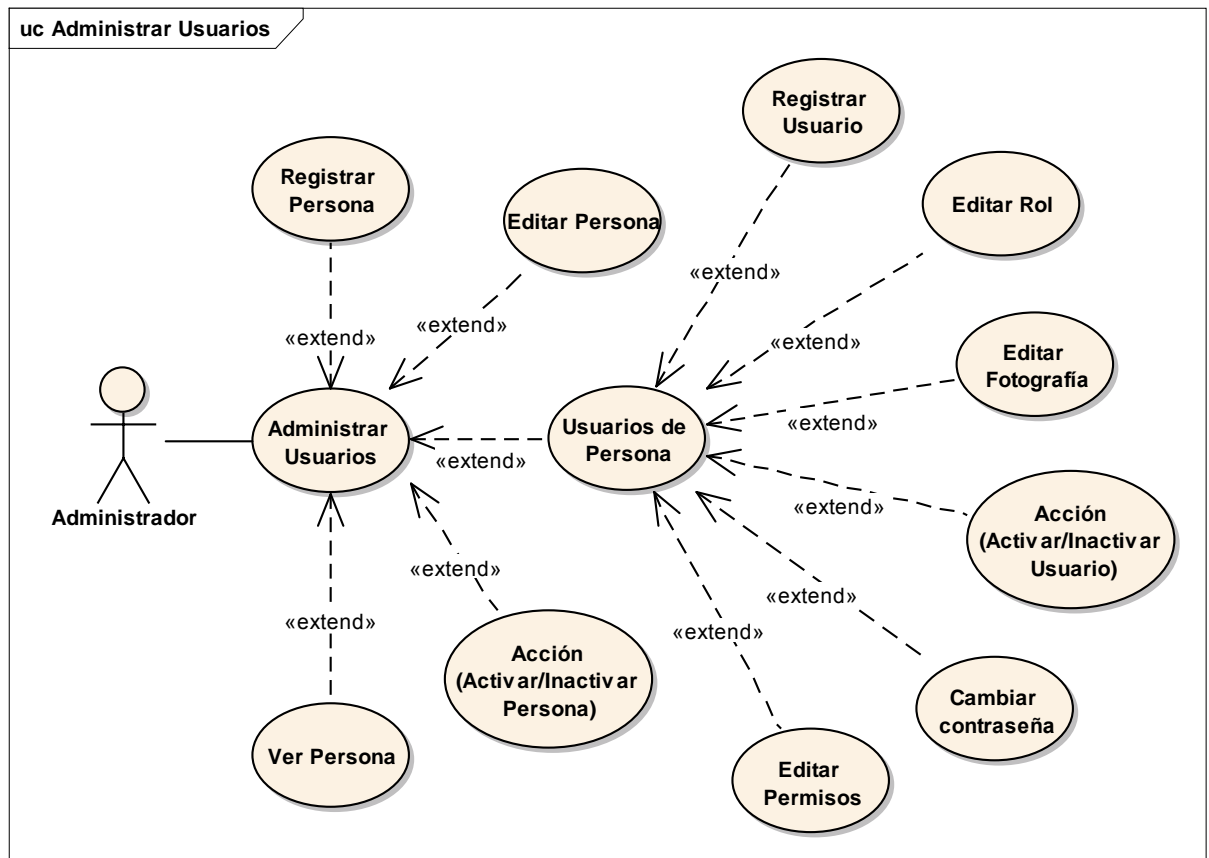 uc Administrar Usuarios
Registrar
Usuario
Registrar
Persona
Editar Persona
Editar Rol
«extend»
«extend»
«extend»
«extend»
Editar
Fotografía
Administrador
Administrar
Usuarios
«extend»
Usuarios de
Persona
«extend»
«extend»
Acción
(Activar/Inactivar
Usuario)
«extend»
«extend»
«extend»
«extend»
Acción
(Activar/Inactivar
Persona)
Cambiar
contraseña
Ver Persona
Editar
Permisos